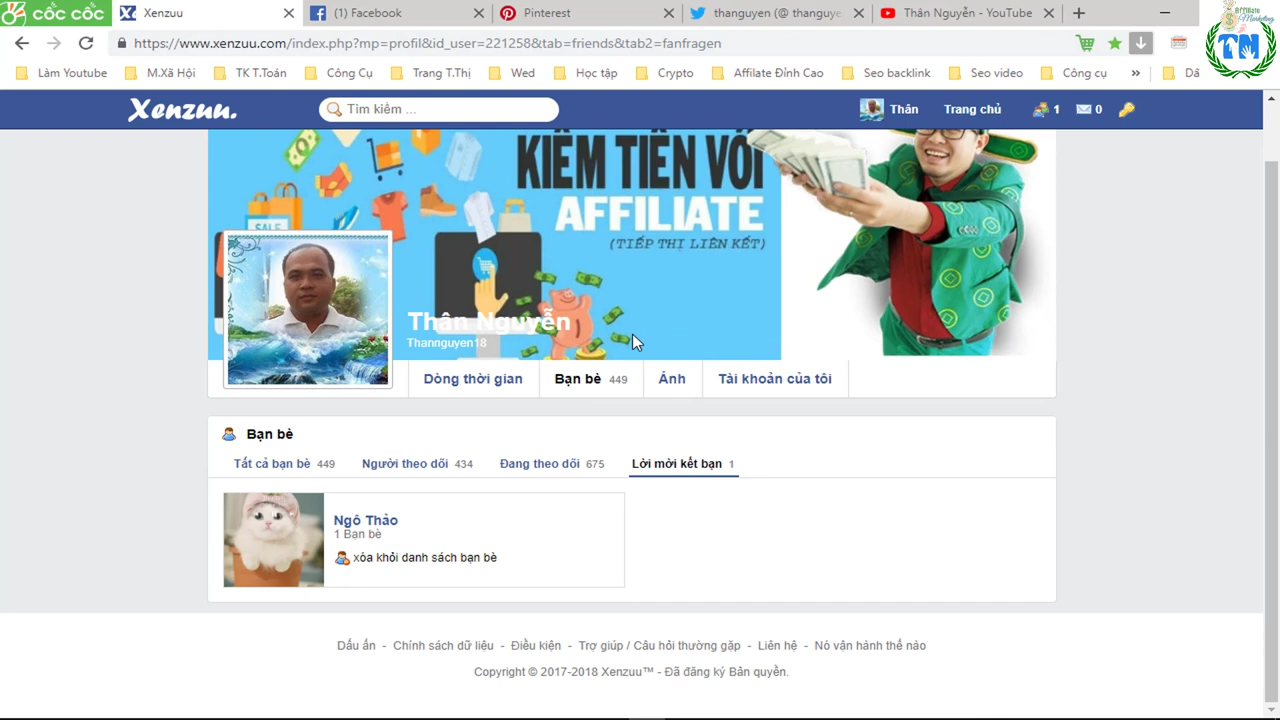 cốc cốc
Xenzuu
(1) Facebook
Pinterest
thanguyen (@ thanguye
Thân Nguyễn - YouTube
Affiliate
Marketing
TN
https://www.xenzuu.com/index.php?mp=profil&id_user=221258&tab=friends&tab2=fanfragen
Làm Youtube
M.Xã Hội
TK T.Toán
Công Cụ
Trang T.Thị
Wed
Học tập
Crypto
Affilate Đỉnh Cao
Seo backlink
Seo video
Công cụ
»
Dấ
Xenzuu.
Tìm kiếm ...
Thân
Trang chủ
1
0
KIẾM TIỀN VỚI
AFFILIATE
(TIẾP THỊ LIÊN KẾT)
SALE
Thân Nguyễn
Thannguyen18
Dòng thời gian
Bạn bè 449
Ảnh
Tài khoản của tôi
Bạn bè
Tất cả bạn bè 449
Người theo dõi 434
Đang theo dõi 675
Lời mời kết bạn 1
Ngô Thảo
1 Bạn bè
xóa khỏi danh sách bạn bè
Dấu ấn - Chính sách dữ liệu - Điều kiện - Trợ giúp / Câu hỏi thường gặp - Liên hệ - Nó vận hành thế nào
Copyright © 2017-2018 Xenzuu™ - Đã đăng ký Bản quyền.